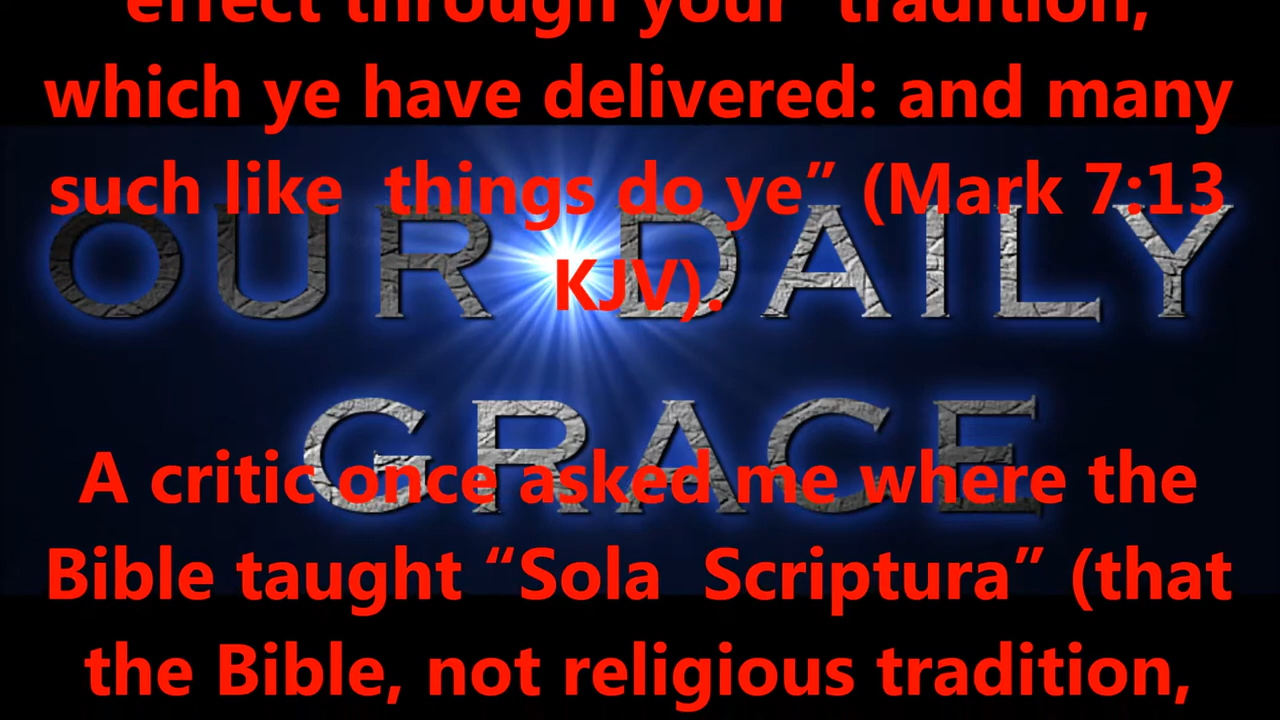 effect through your tradition,
which ye have delivered: and many
such like things do ye” (Mark 7:13
KJV).
OUR DAILY
GRACE
A critic once asked me where the
Bible taught “Sola Scriptura” (that
the Bible, not religious tradition,